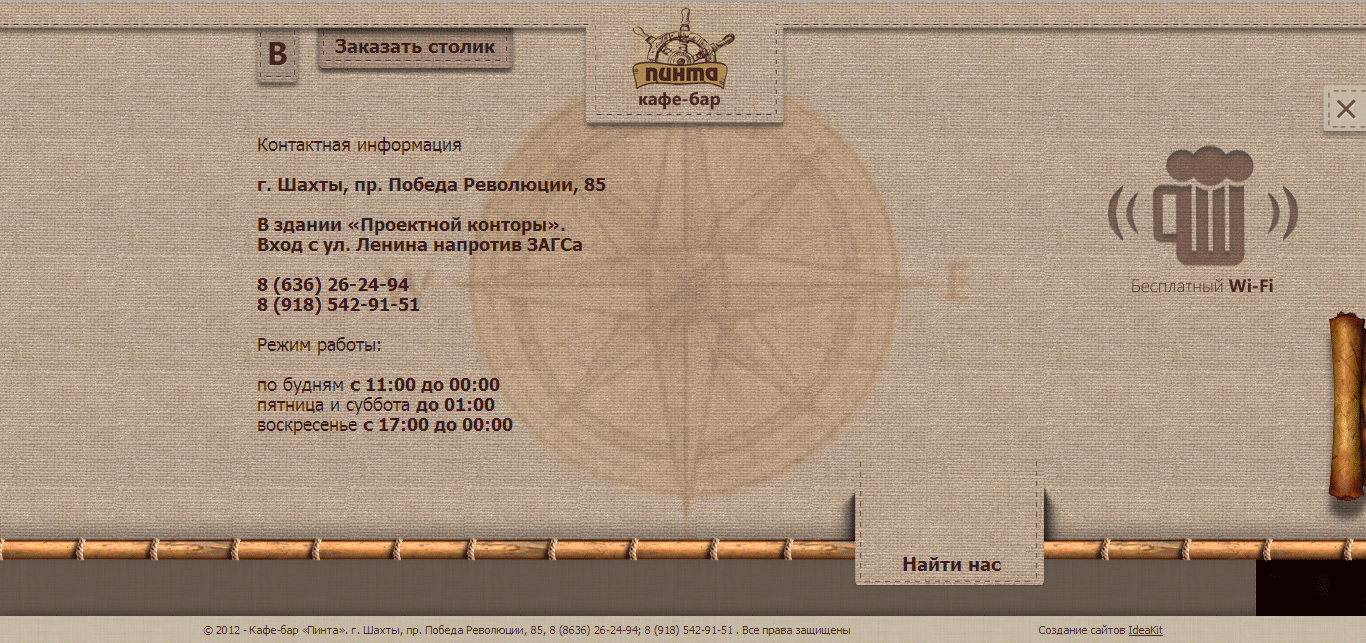 В
Заказать столик
пинта
кафе-бар
Контактная информация
г. Шахты, пр. Победа Революции, 85
В здании «Проектной конторы».
Вход с ул. Ленина напротив ЗАГСа
8 (636) 26-24-94
8 (918) 542-91-51
Режим работы:
по будням с 11:00 до 00:00
пятница и суббота до 01:00
воскресенье с 17:00 до 00:00
W
E
Бесплатный Wi-Fi
Найти нас
© 2012 - Кафе-бар «Пинта». г. Шахты, пр. Победа Революции, 85, 8 (8636) 26-24-94; 8 (918) 542-91-51 . Все права защищены
Создание сайтов IdeaKit